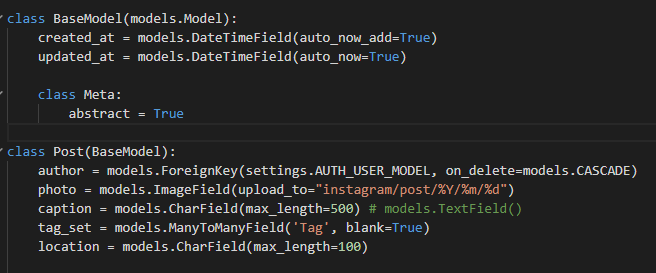 class BaseModel(models.Model):
    created_at = models.DateTimeField(auto_now_add=True)
    updated_at = models.DateTimeField(auto_now=True)

    class Meta:
        abstract = True

class Post(BaseModel):
    author = models.ForeignKey(settings.AUTH_USER_MODEL, on_delete=models.CASCADE)
    photo = models.ImageField(upload_to="instagram/post/%Y/%m/%d")
    caption = models.CharField(max_length=500) # models.TextField()
    tag_set = models.ManyToManyField('Tag', blank=True)
    location = models.CharField(max_length=100)